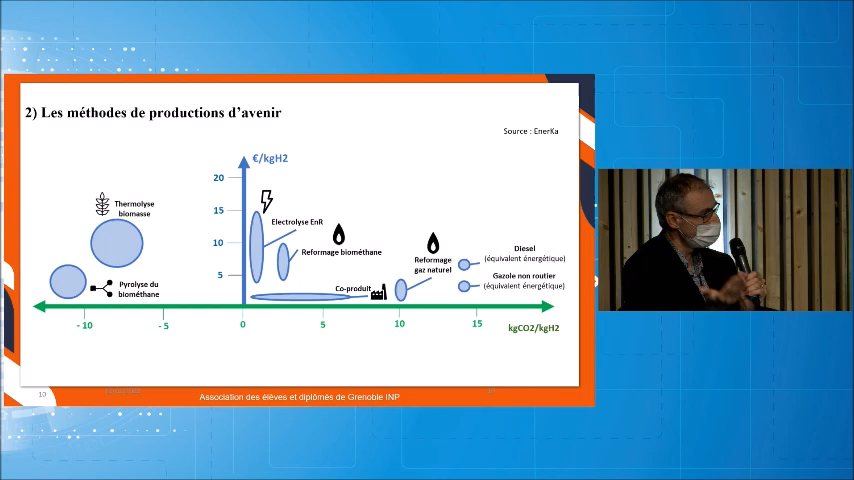 2) Les méthodes de productions d’avenir
Source : EnerKa
€/kgH2
20
15
10
5
Thermolyse
biomasse
Pyrolyse du
biométhane
Electrolyse EnR
Reformage biométhane
Co-produit
Reformage
gaz naturel
Diesel
(équivalent énergétique)
Gazole non routier
(équivalent énergétique)
- 10
- 5
0
5
10
15
kgCO2/kgH2
10
Association des élèves et diplômés de Grenoble INP